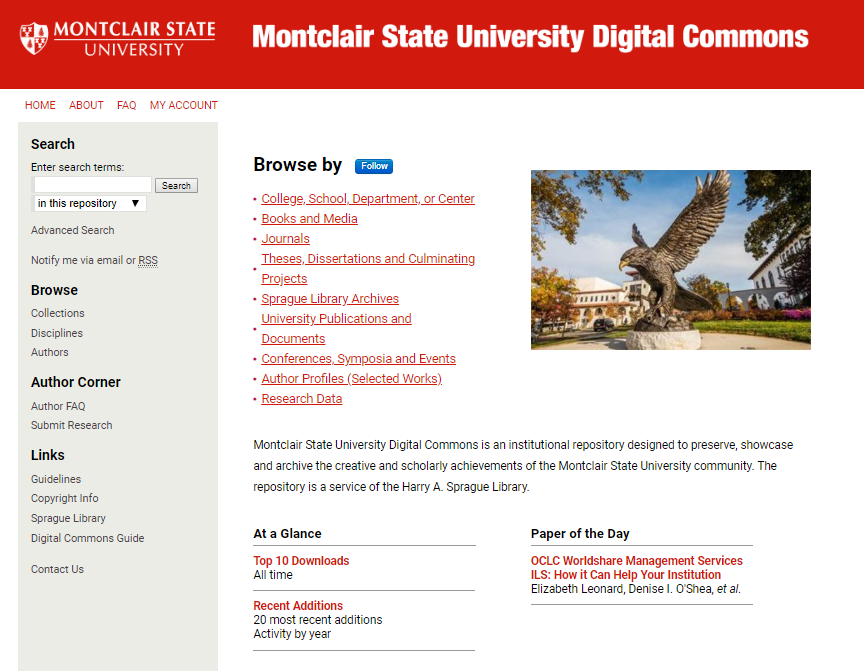 MONTCLAIR STATE
UNIVERSITY
Montclair State University Digital Commons
HOME ABOUT FAQ MY ACCOUNT
Search
Enter search terms:
Search
in this repository ▼
Advanced Search
Notify me via email or RSS
Browse
Collections
Disciplines
Authors
Author Corner
Author FAQ
Submit Research
Links
Guidelines
Copyright Info
Sprague Library
Digital Commons Guide
Contact Us
Browse by Follow
• College, School, Department, or Center
• Books and Media
• Journals
• Theses, Dissertations and Culminating
Projects
• Sprague Library Archives
• University Publications and
Documents
• Conferences, Symposia and Events
• Author Profiles (Selected Works)
• Research Data
Montclair State University Digital Commons is an institutional repository designed to preserve, showcase
and archive the creative and scholarly achievements of the Montclair State University community. The
repository is a service of the Harry A. Sprague Library.
At a Glance
Top 10 Downloads
All time
Recent Additions
20 most recent additions
Activity by year
Paper of the Day
OCLC Worldshare Management Services
ILS: How it Can Help Your Institution
Elizabeth Leonard, Denise I. O'Shea, et al.